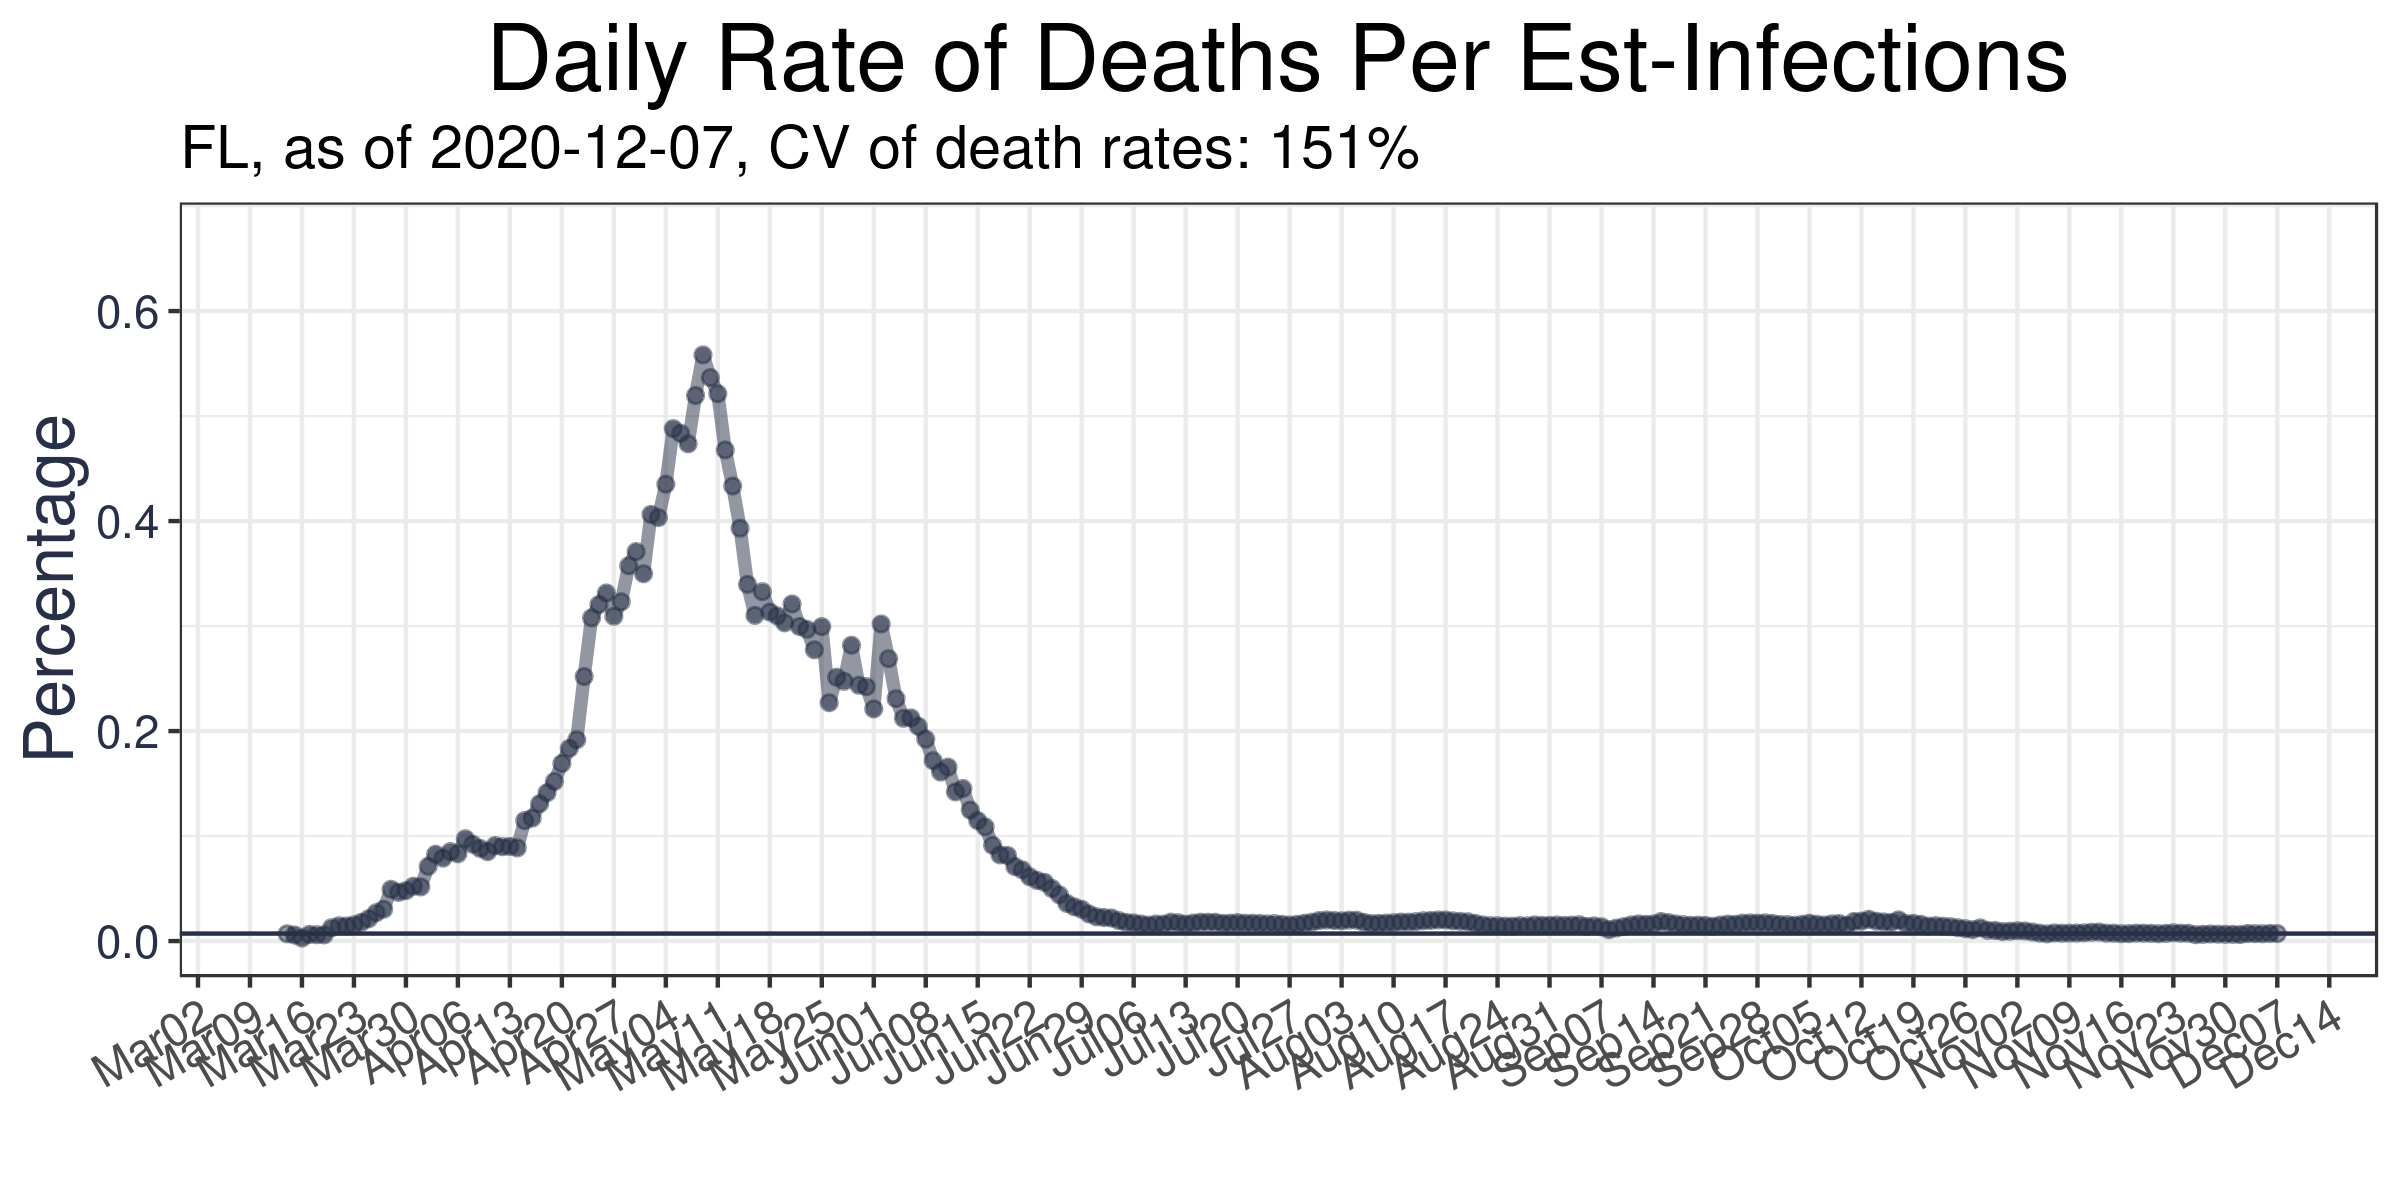 Daily Rate of Deaths Per Est-Infections
FL, as of 2020-12-07, CV of death rates: 151%
Percentage
0.6
0.4
0.2
0.0
Mar02
Mar09
Mar16
Mar23
Mar30
Apr06
Apr13
Apr20
Apr27
May04
May11
May18
May25
Jun01
Jun08
Jun15
Jun22
Jun29
Jul06
Jul13
Jul20
Jul27
Aug03
Aug10
Aug17
Aug24
Aug31
Sep07
Sep14
Sep21
Sep28
Oct05
Oct12
Oct19
Oct26
Nov02
Nov09
Nov16
Nov23
Nov30
Dec07
Dec14